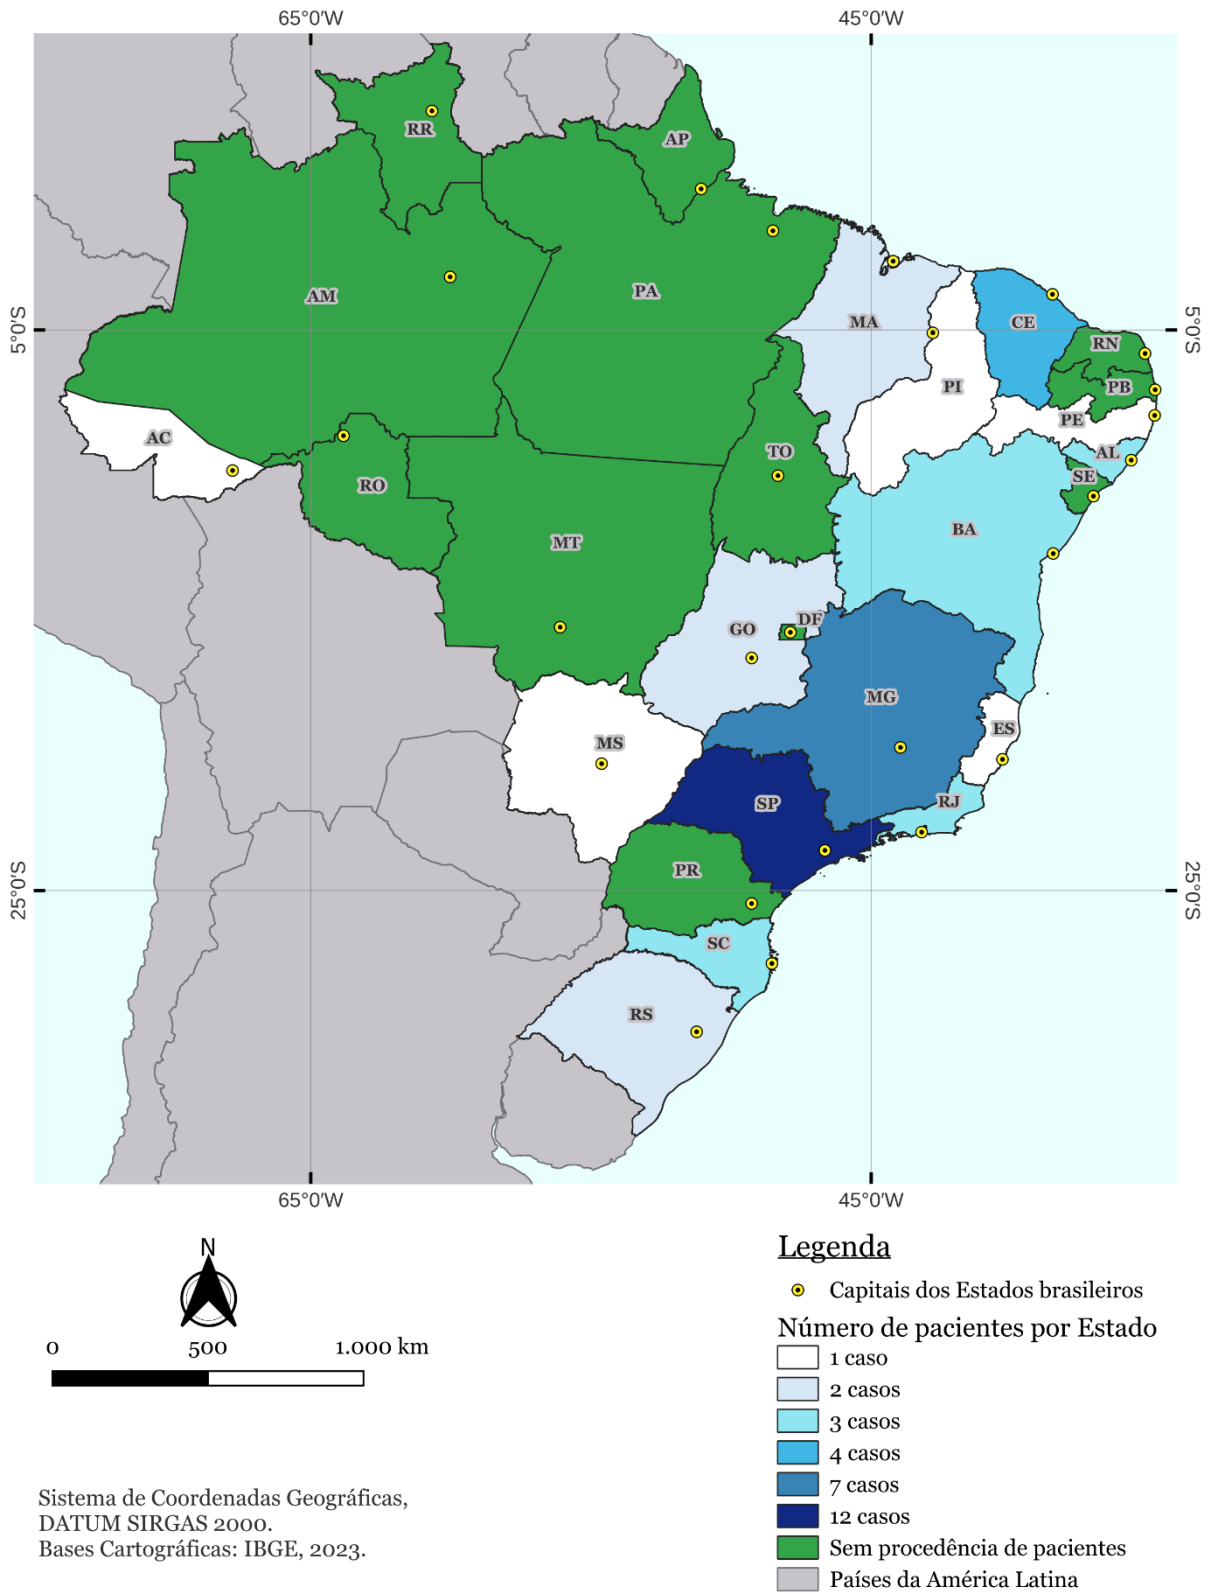 65°0'W 45°0'W
RR
AP
AM PA
5°0'S MA CE 5°0'S
RN
PI PB
PE
AC AL
TO
RO SE
BA
MT
DF
GO
MG
ES
MS
RJ
SP
PR
25°0'S 25°0'S
SC
RS
65°0'W 45°0'W
N
0 500 1.000 km
Sistema de Coordenadas Geográficas,
DATUM SIRGAS 2000.
Bases Cartográficas: IBGE, 2023.
Legenda
Capitais dos Estados brasileiros
Número de pacientes por Estado
1 caso
2 casos
3 casos
4 casos
7 casos
12 casos
Sem procedência de pacientes
Países da América Latina